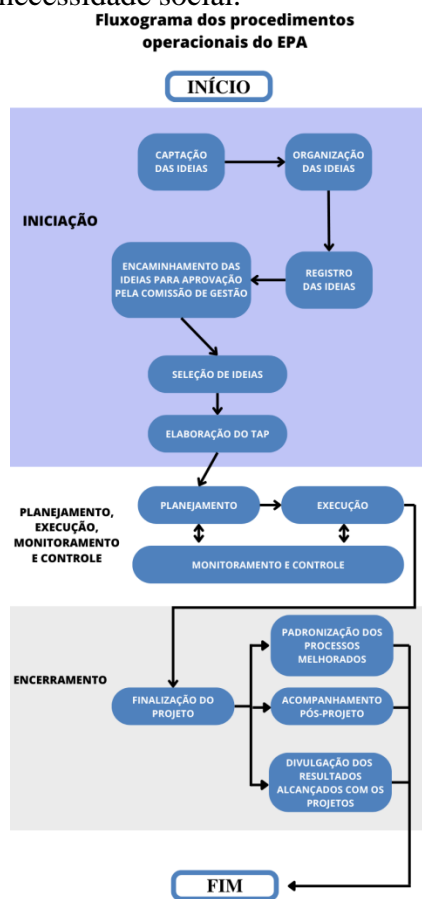 necessidade social.
Fluxograma dos procedimentos
operacionais do EPA
INÍCIO
CAPTAÇÃO
DAS IDEIAS
ORGANIZAÇÃO
DAS IDEIAS
INICIAÇÃO
ENCAMINHAMENTO DAS
IDEIAS PARA APROVAÇÃO
PELA COMISSÃO DE GESTÃO
REGISTRO
DAS IDEIAS
SELEÇÃO DE IDEIAS
ELABORAÇÃO DO TAP
PLANEJAMENTO,
EXECUÇÃO,
MONITORAMENTO
E CONTROLE
PLANEJAMENTO
EXECUÇÃO
MONITORAMENTO E CONTROLE
ENCERRAMENTO
FINALIZAÇÃO DO
PROJETO
PADRONIZAÇÃO DOS
PROCESSOS
MELHORADOS
ACOMPANHAMENTO
PÓS-PROJETO
DIVULGAÇÃO DOS
RESULTADOS
ALCANÇADOS COM OS
PROJETOS
FIM